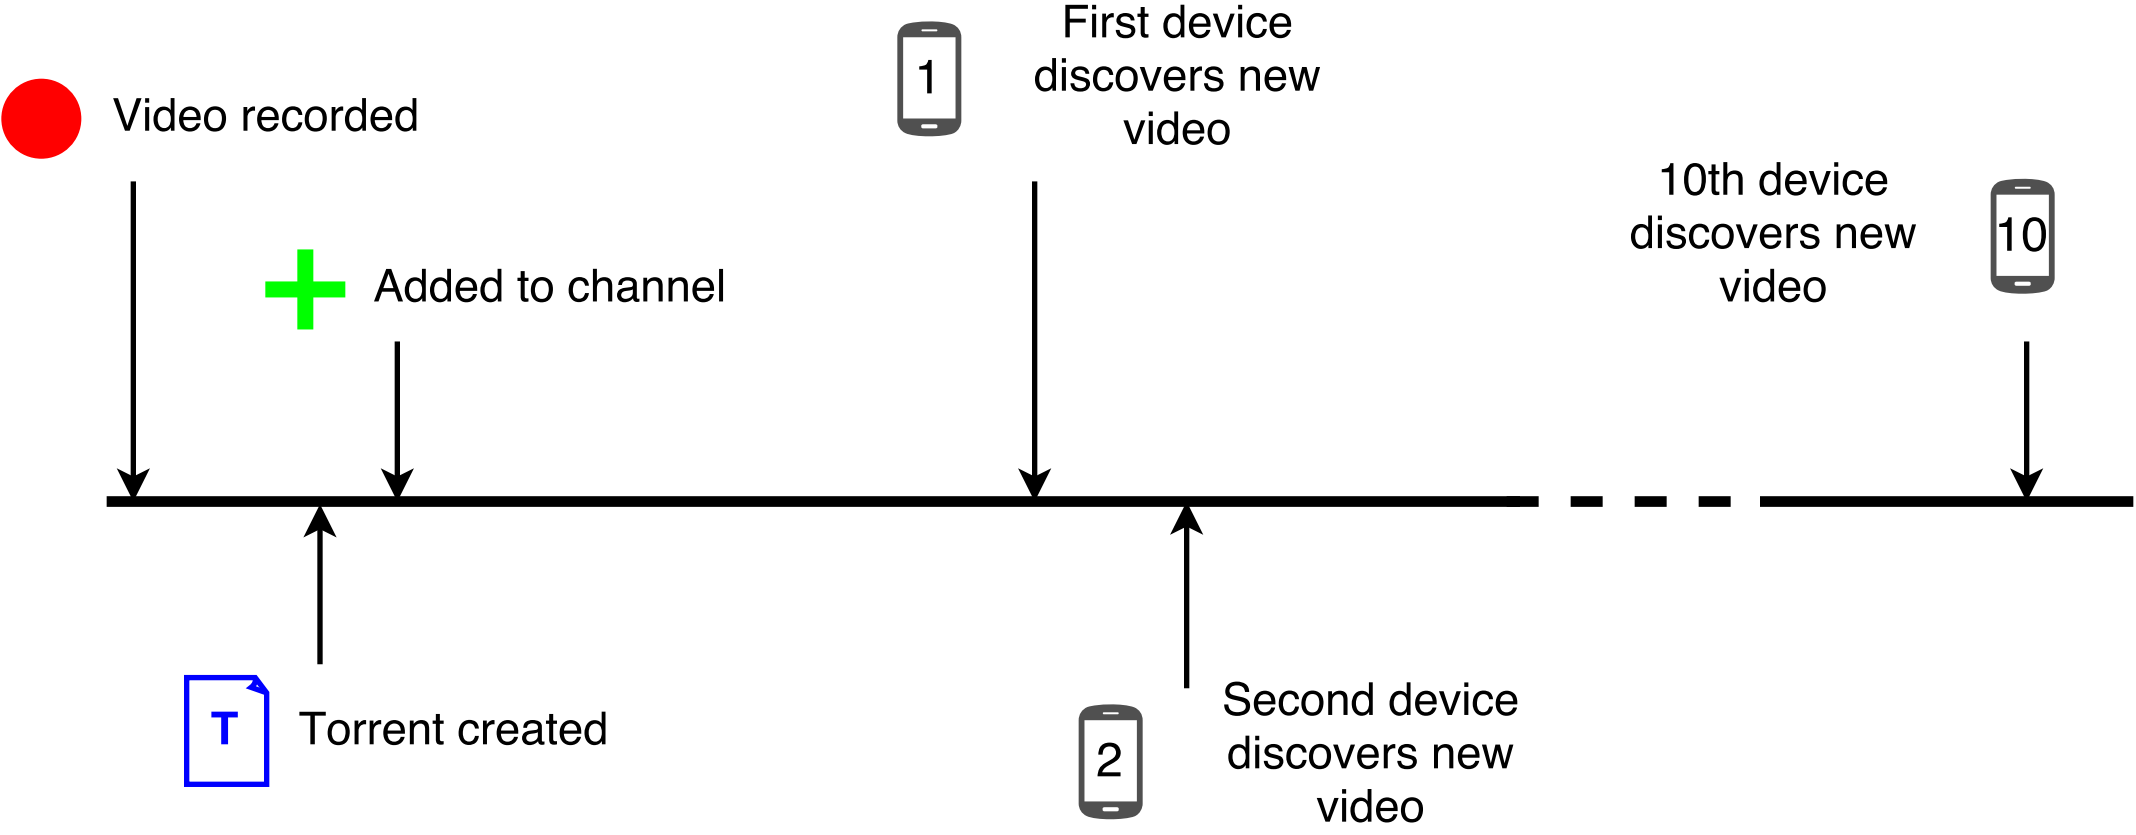 Video recorded
Added to channel
1
First device
discovers new
video
10th device
discovers new
video
10
T
Torrent created
2
Second device
discovers new
video